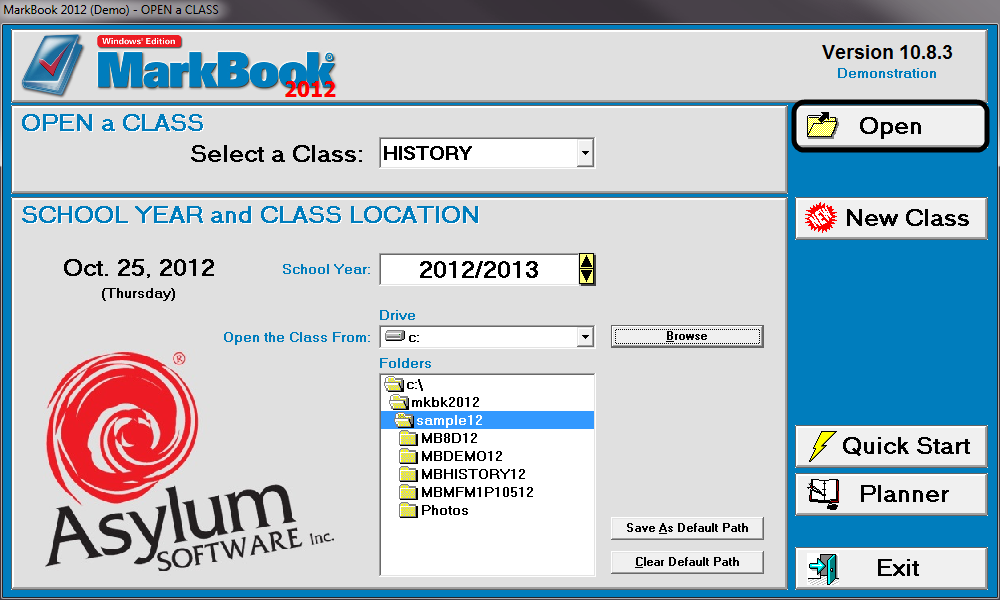 MarkBook 2012 (Demo) - OPEN a CLASS
Windows' Edition
MarkBook®
2012
Version 10.8.3
Demonstration
OPEN a CLASS
Select a Class: HISTORY
Open
SCHOOL YEAR and CLASS LOCATION
New Class
Oct. 25, 2012
(Thursday)
School Year: 2012/2013
Drive
Open the Class From: c: Browse
Folders
c:\
mkbk2012
sample12
MB8D12
MBDEMO12
MBHISTORY12
MBMFM1P10512
Photos
Quick Start
Planner
Save As Default Path
Clear Default Path
Exit
®
Asylum
SOFTWARE Inc.